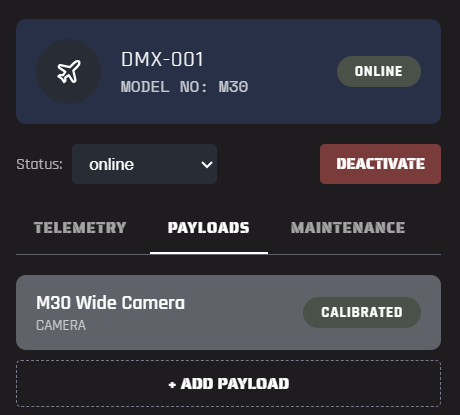 DMX-001
MODEL NO: M30
ONLINE
Status: online
DEACTIVATE
TELEMETRY PAYLOADS MAINTENANCE
M30 Wide Camera
CAMERA
CALIBRATED
+ ADD PAYLOAD